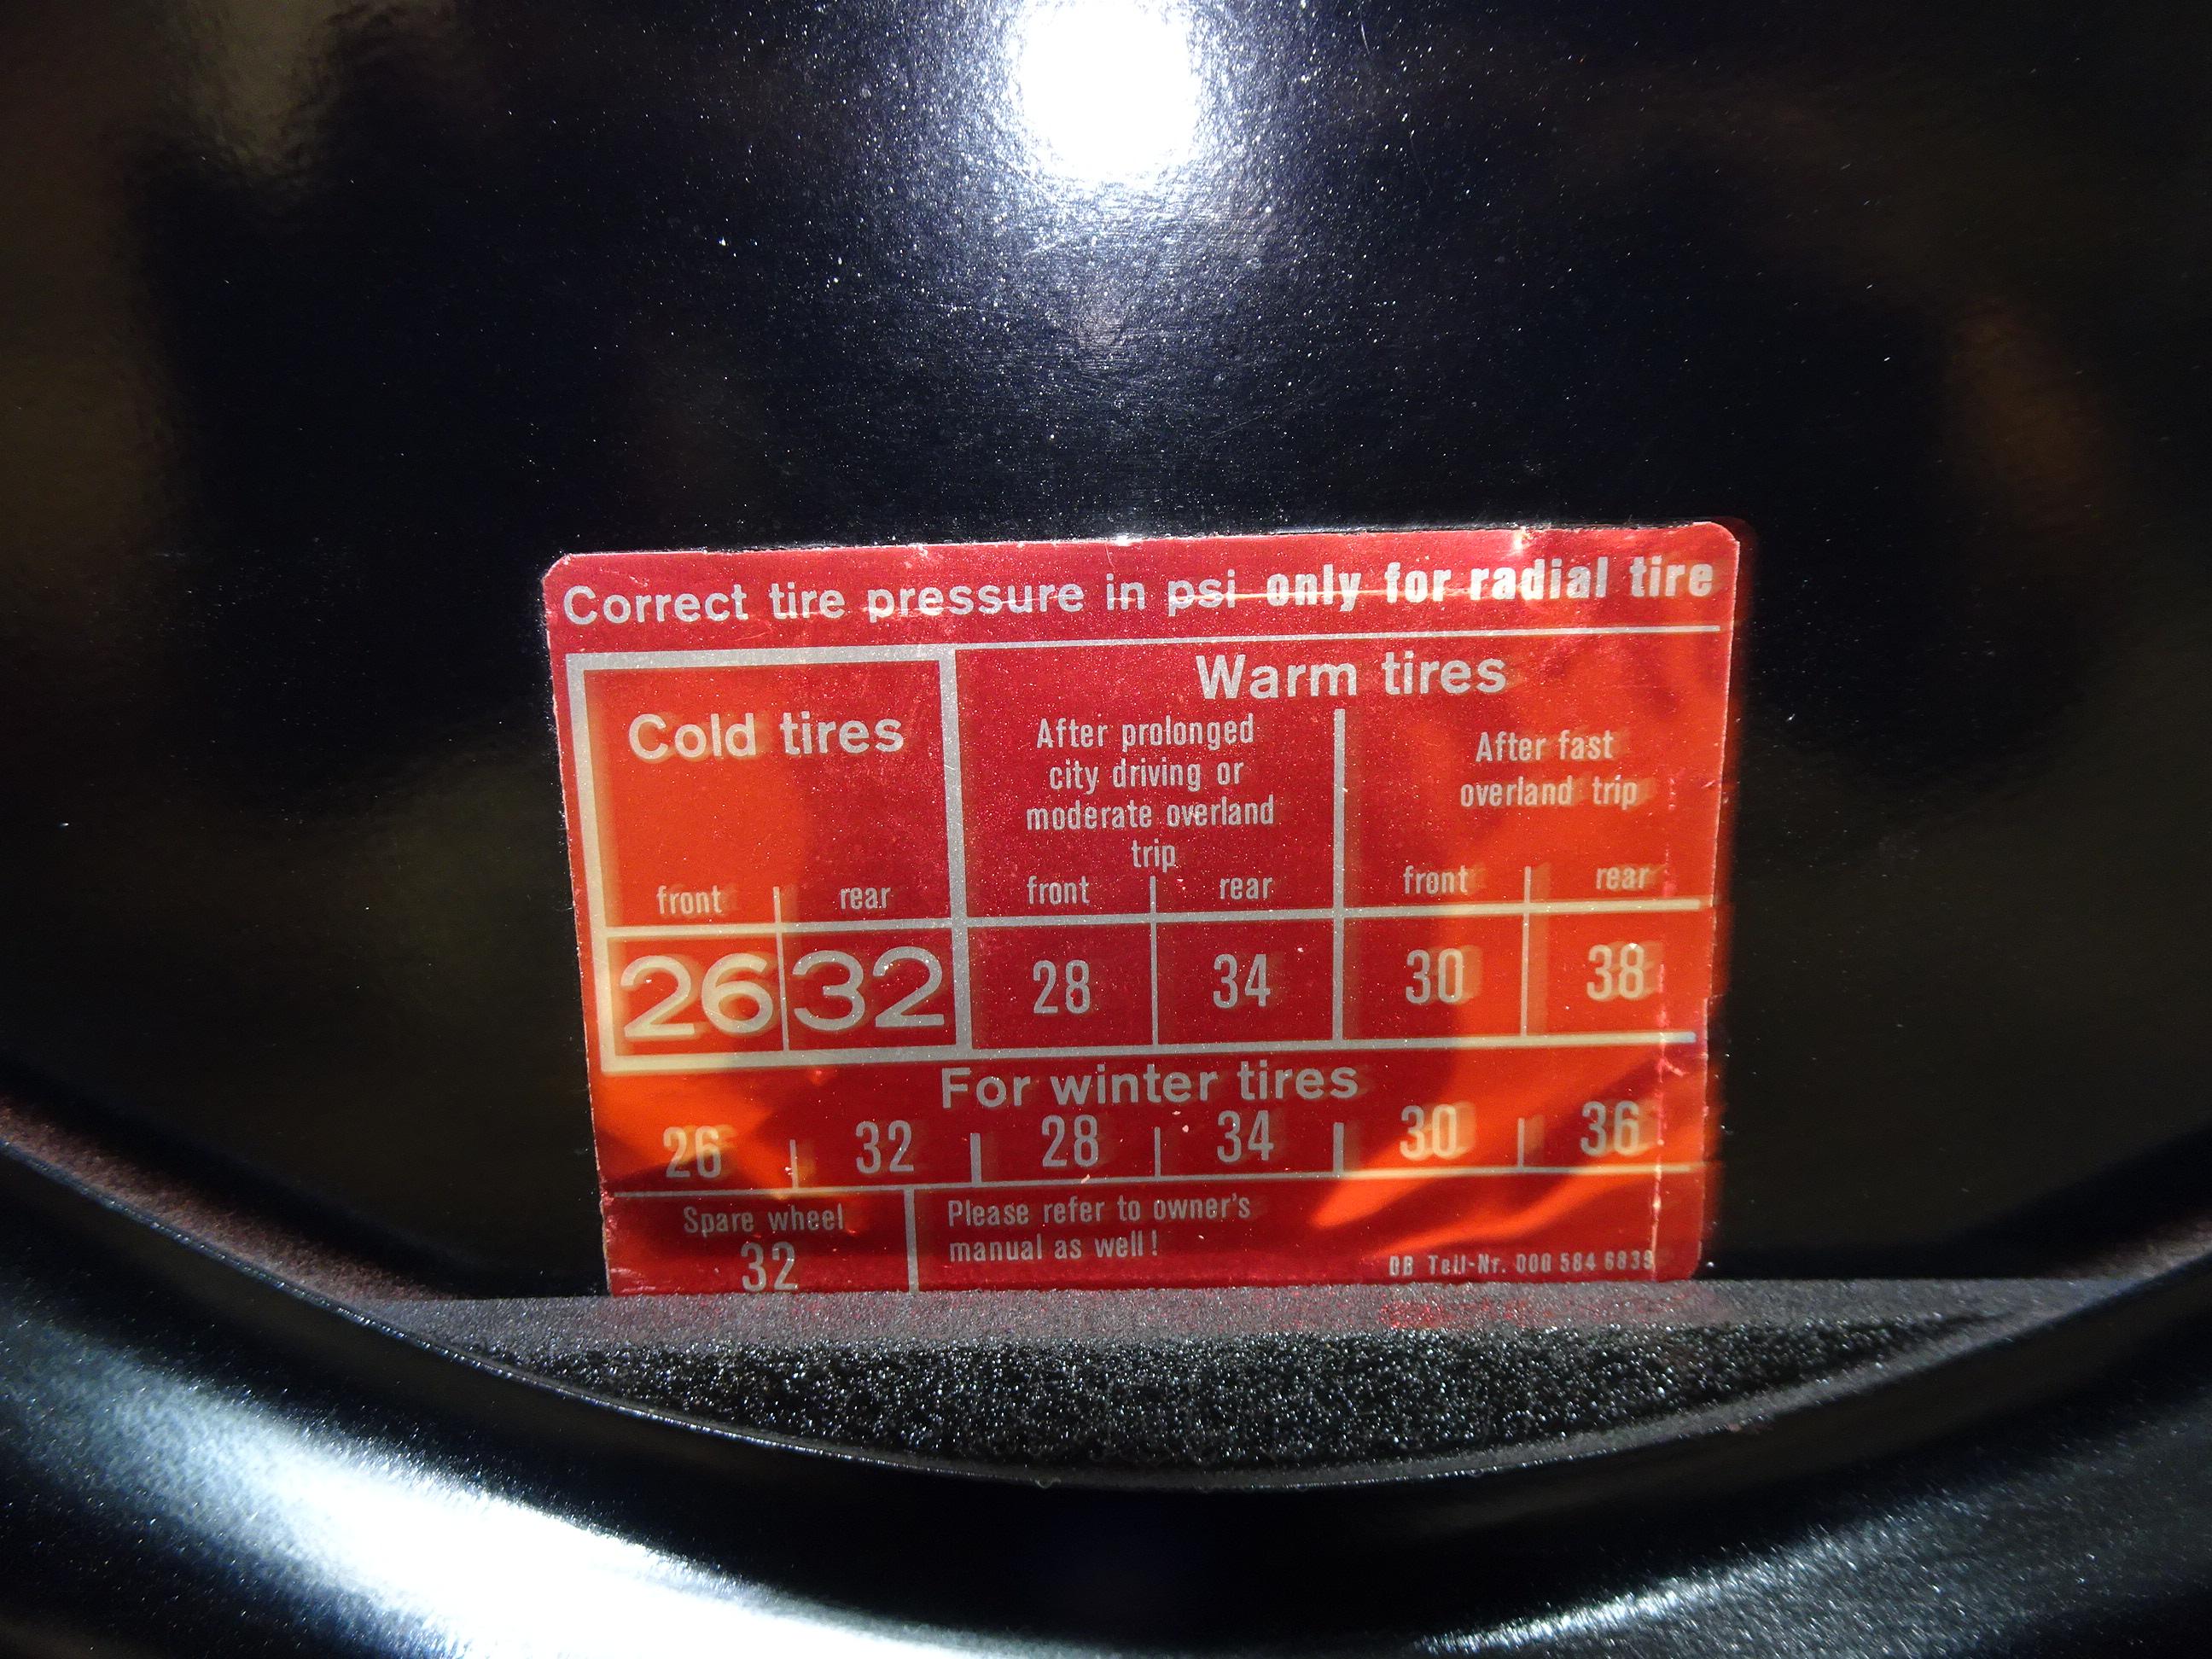 Correct tire pressure in psi only for radial tire
Warm tires
Cold tires
After prolonged
city driving or
moderate overland
trip
After fast
overland trip
front rear front rear front rear
26 32 28 34 30 38
For winter tires
26 32 28 34 30 36
Spare wheel
32
Please refer to owner's
manual as well!
DB Teil-Nr. 000 584 6839